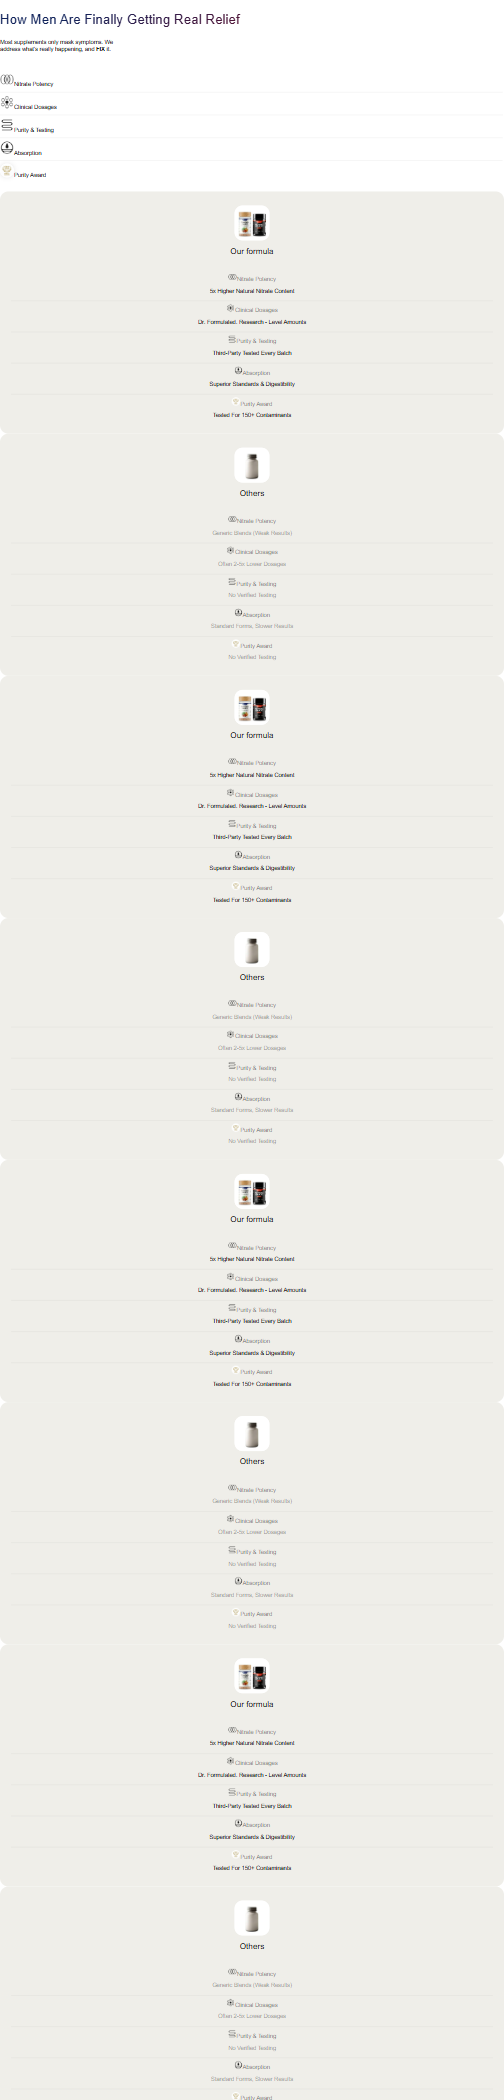 How Men Are Finally Getting Real Relief
Most supplements only mask symptoms. We
address what's really happening, and FIX it.
Nitrate Potency
Clinical Dosages
Purity & Testing
Absorption
Purity Award
Our formula
Nitrate Potency
5x Higher Natural Nitrate Content
Clinical Dosages
Dr. Formulated. Research - Level Amounts
Purity & Testing
Third-Party Tested Every Batch
Absorption
Superior Standards & Digestibility
Purity Award
Tested For 150+ Contaminants
Others
Nitrate Potency
Generic Blends (Weak Results)
Clinical Dosages
Often 2-5x Lower Dosages
Purity & Testing
No Verified Testing
Absorption
Standard Forms, Slower Results
Purity Award
No Verified Testing
Our formula
Nitrate Potency
5x Higher Natural Nitrate Content
Clinical Dosages
Dr. Formulated. Research - Level Amounts
Purity & Testing
Third-Party Tested Every Batch
Absorption
Superior Standards & Digestibility
Purity Award
Tested For 150+ Contaminants
Others
Nitrate Potency
Generic Blends (Weak Results)
Clinical Dosages
Often 2-5x Lower Dosages
Purity & Testing
No Verified Testing
Absorption
Standard Forms, Slower Results
Purity Award
No Verified Testing
Our formula
Nitrate Potency
5x Higher Natural Nitrate Content
Clinical Dosages
Dr. Formulated. Research - Level Amounts
Purity & Testing
Third-Party Tested Every Batch
Absorption
Superior Standards & Digestibility
Purity Award
Tested For 150+ Contaminants
Others
Nitrate Potency
Generic Blends (Weak Results)
Clinical Dosages
Often 2-5x Lower Dosages
Purity & Testing
No Verified Testing
Absorption
Standard Forms, Slower Results
Purity Award
No Verified Testing
Our formula
Nitrate Potency
5x Higher Natural Nitrate Content
Clinical Dosages
Dr. Formulated. Research - Level Amounts
Purity & Testing
Third-Party Tested Every Batch
Absorption
Superior Standards & Digestibility
Purity Award
Tested For 150+ Contaminants
Others
Nitrate Potency
Generic Blends (Weak Results)
Clinical Dosages
Often 2-5x Lower Dosages
Purity & Testing
No Verified Testing
Absorption
Standard Forms, Slower Results
Purity Award